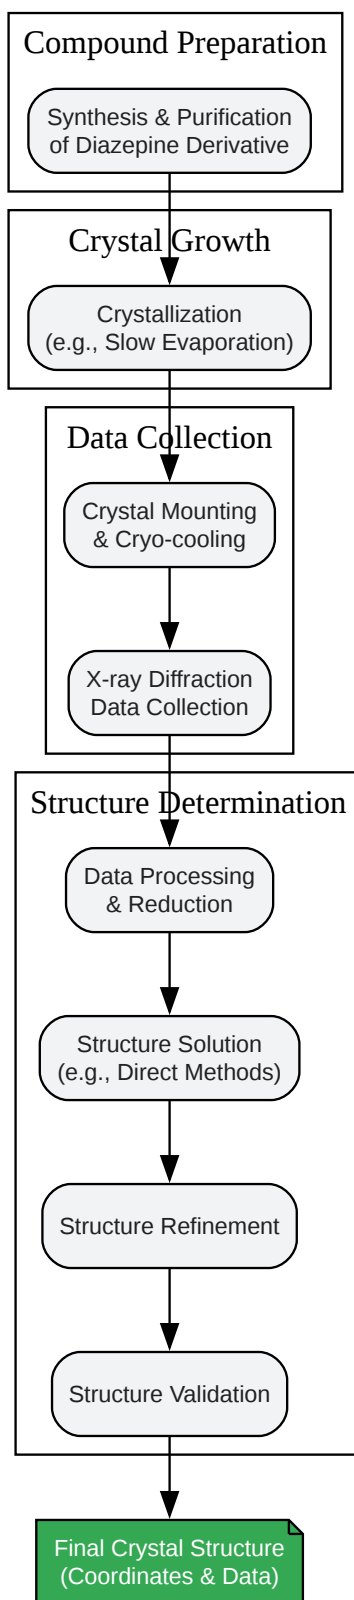 Compound Preparation
Synthesis & Purification
of Diazepine Derivative
Crystal Growth
Crystallization
(e.g., Slow Evaporation)
Data Collection
Crystal Mounting
& Cryo-cooling
X-ray Diffraction
Data Collection
Structure Determination
Data Processing
& Reduction
Structure Solution
(e.g., Direct Methods)
Structure Refinement
Structure Validation
Final Crystal Structure
(Coordinates & Data)